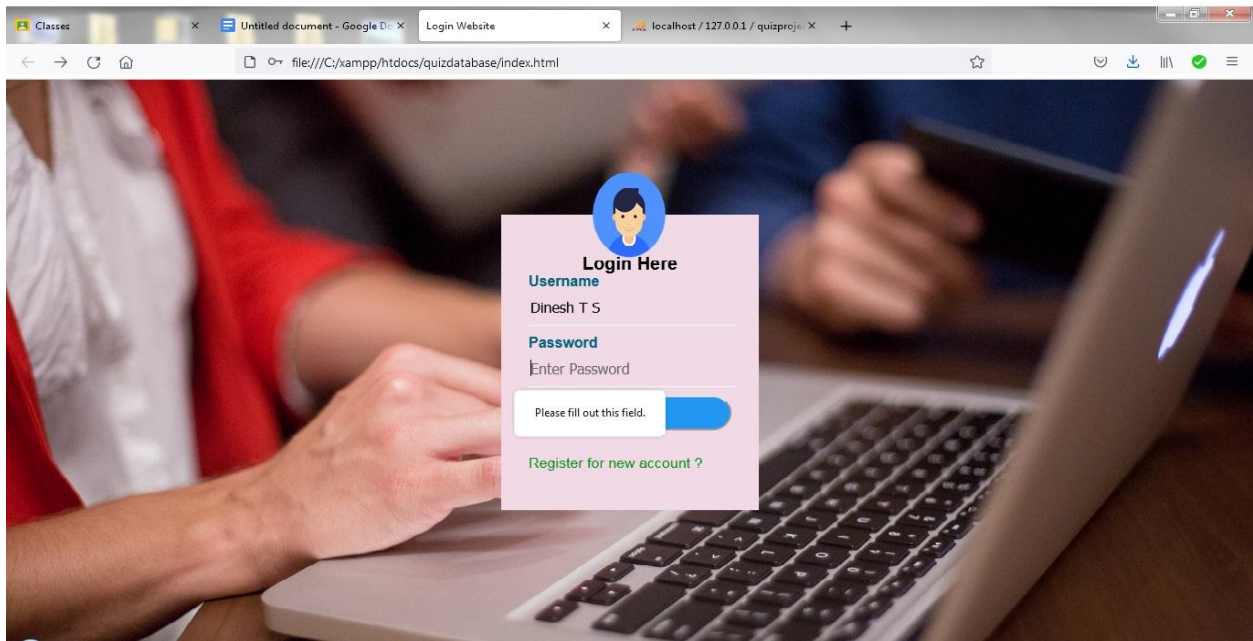 Classes
Untitled document - Google Do
Login Website
localhost / 127.0.0.1 / quizprojec
file:///C:/xampp/htdocs/quizdatabase/index.html
Login Here
Username
Dinesh T S
Password
Enter Password
Please fill out this field.
Register for new account ?